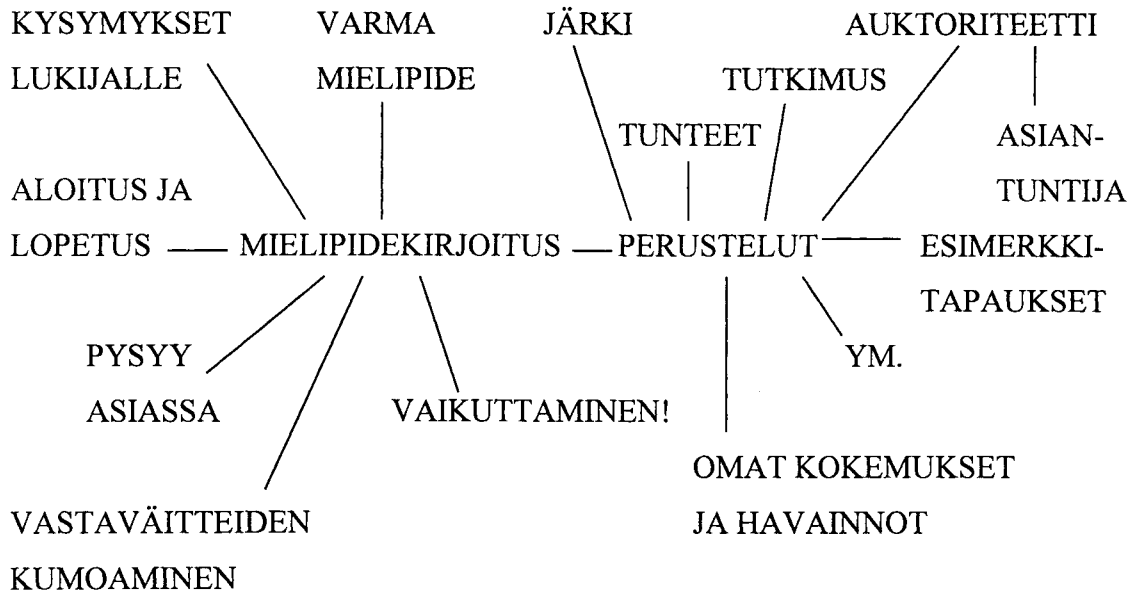 KYSYMYKSET
LUKIJALLE
VARMA
MIELIPIDE
JÄRKI
TUNTEET
TUTKIMUS
AUKTORITEETTI
ASIAN-
TUNTIJA
ALOITUS JA
LOPETUS
MIELIPIDEKIRJOITUS
PERUSTELUT
ESIMERKKI-
TAPAUKSET
PYSYY
ASIASSA
VAIKUTTAMINEN!
YM.
OMAT KOKEMUKSET
JA HAVAINNOT
VASTAVÄITTEIDEN
KUMOAMINEN